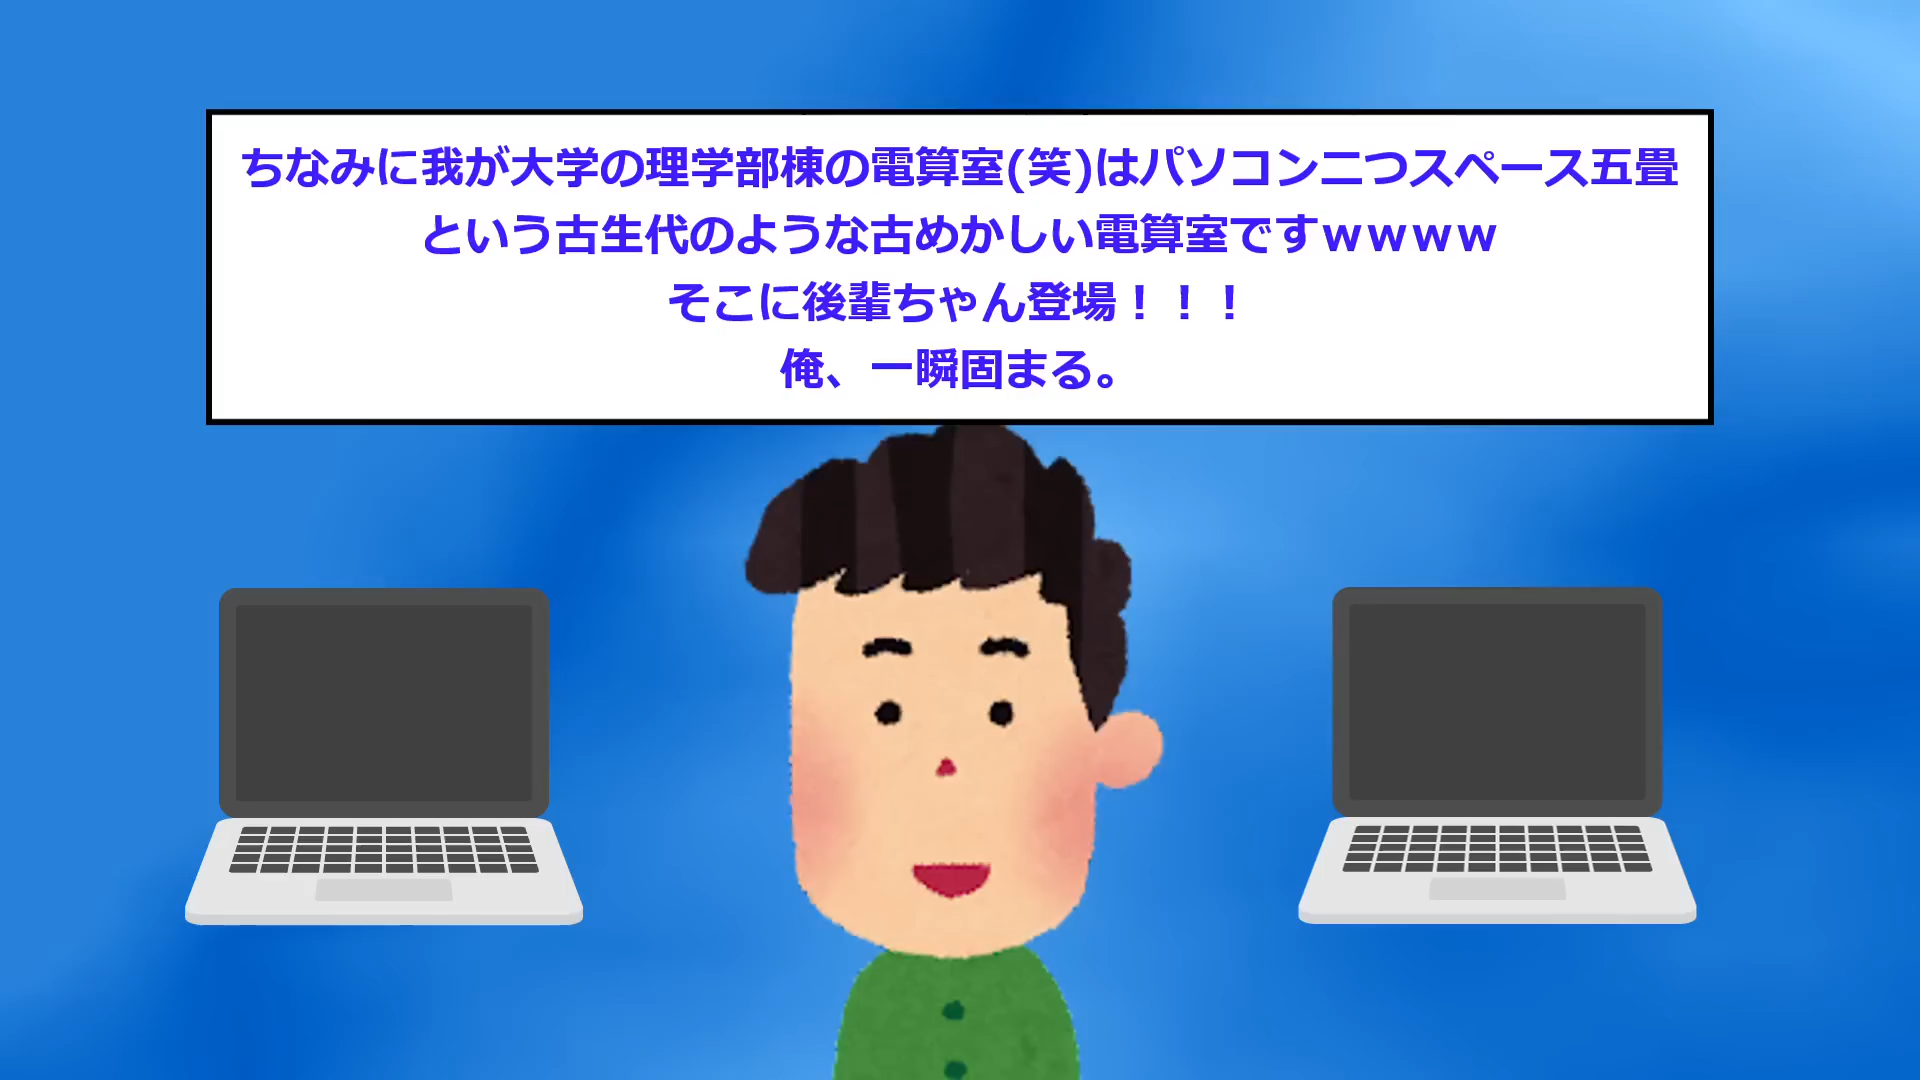 ちなみに我が大学の理学部棟の電算室(笑)はパソコン二つスペース五畳
という古生代のような古めかしい電算室ですｗｗｗｗ
そこに後輩ちゃん登場！！！
俺、一瞬固まる。